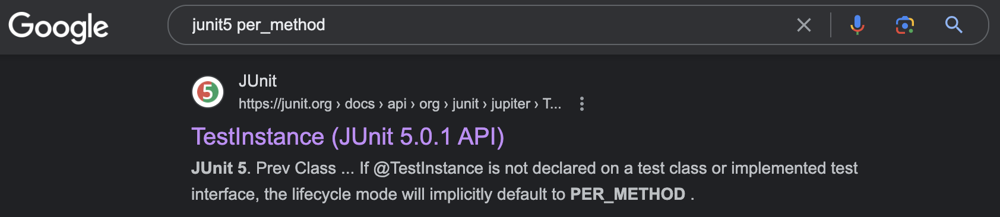 Google
junit5 per_method
5
JUnit
https://junit.org › docs › api › org › junit › jupiter › T...
TestInstance (JUnit 5.0.1 API)
JUnit 5. Prev Class ... If @TestInstance is not declared on a test class or implemented test
interface, the lifecycle mode will implicitly default to PER_METHOD .